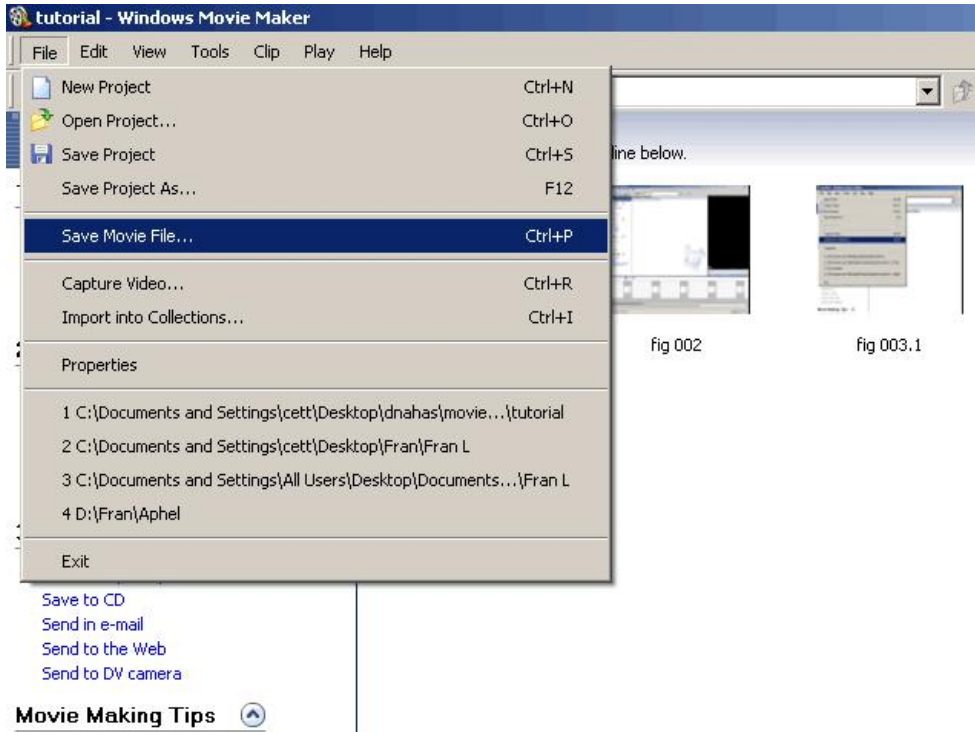 tutorial - Windows Movie Maker
File Edit View Tools Clip Play Help
New Project Ctrl+N
Open Project... Ctrl+O
Save Project Ctrl+S
Save Project As... F12
Save Movie File... Ctrl+P
Capture Video... Ctrl+R
Import into Collections... Ctrl+I
Properties
1 C:\Documents and Settings\cett\Desktop\dnahas\movie...\tutorial
2 C:\Documents and Settings\cett\Desktop\Fran\Fran L
3 C:\Documents and Settings\All Users\Desktop\Documents...\Fran L
4 D:\Fran\Aphel
Exit
line below.
fig 002 fig 003.1
Save to CD
Send in e-mail
Send to the Web
Send to DV camera
Movie Making Tips